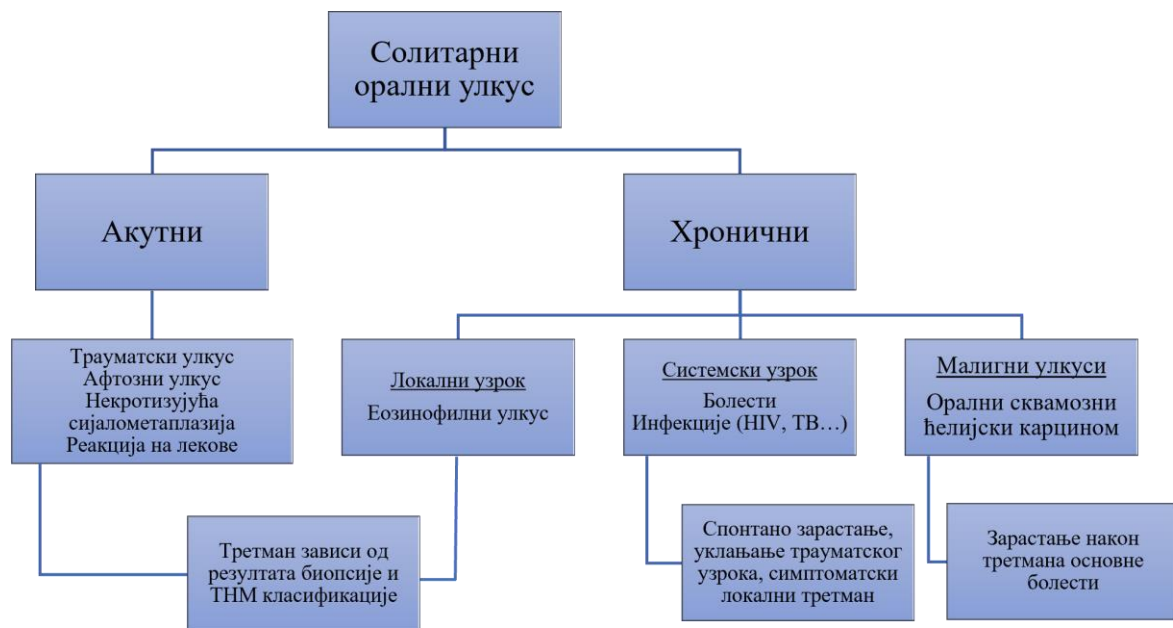 Солитарни
орални улкус
Акутни
Хронични
Трауматски улкус
Афтозни улкус
Некротизујућа
сијалометаплазија
Реакција на лекове
Локални узрок
Еозинофилни улкус
Системски узрок
Болести
Инфекције (HIV, ТВ…)
Малигни улкуси
Орални сквамозни
ћелијски карцином
Третман зависи од
резултата биопсије и
ТНМ класификације
Спонтано зарастање,
уклањање трауматског
узрока, симптоматски
локални третман
Зарастање након
третмана основне
болести